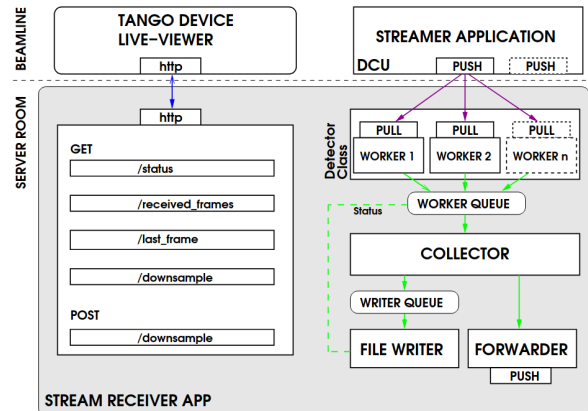 BEAMLINE
TANGO DEVICE
LIVE-VIEWER
http
STREAMER APPLICATION
DCU
PUSH
PUSH
SERVER ROOM
http
GET
/status
/received_frames
/last_frame
/downsample
POST
/downsample
Detector
Class
PULL
WORKER 1
PULL
WORKER 2
PULL
WORKER n
Status
WORKER QUEUE
COLLECTOR
WRITER QUEUE
FILE WRITER
FORWARDER
PUSH
STREAM RECEIVER APP